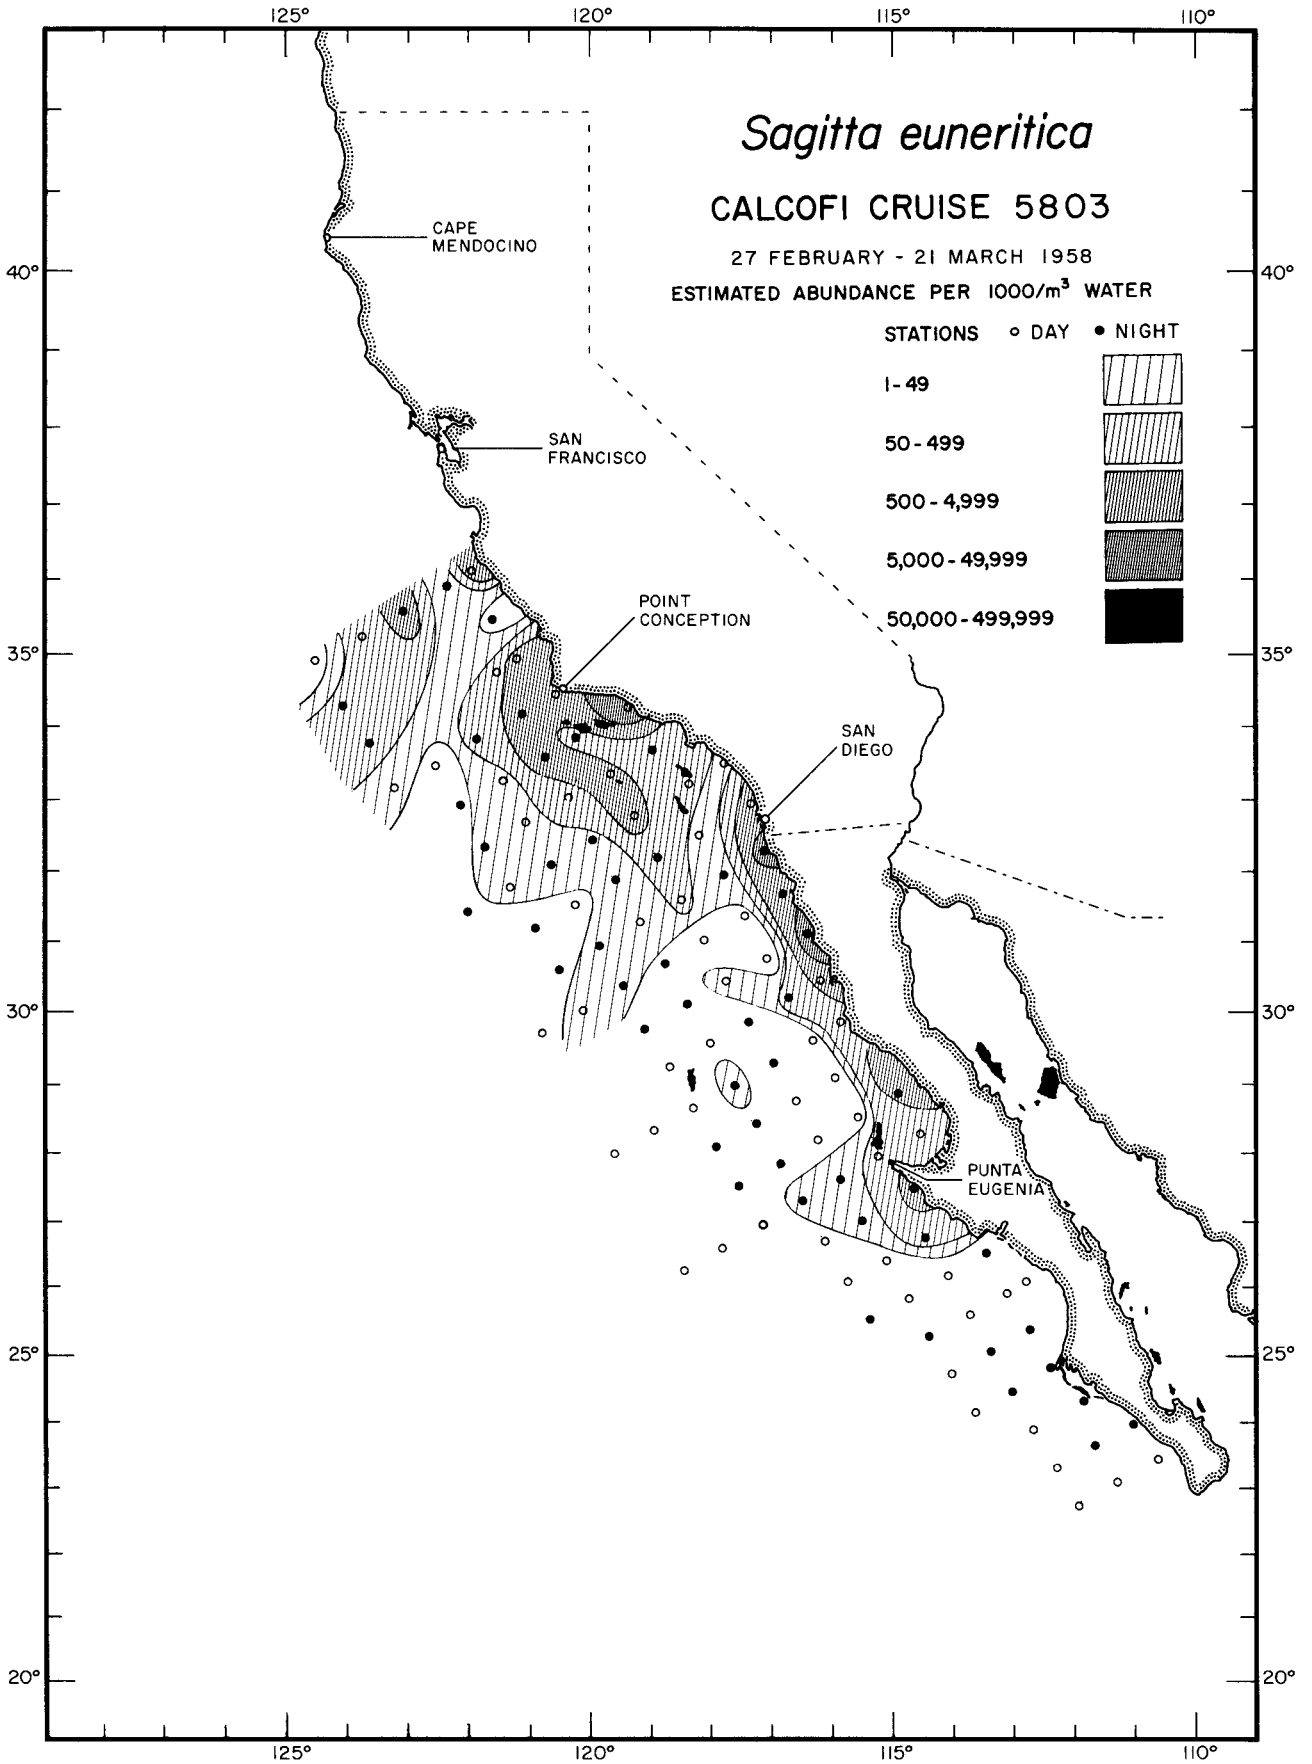 125° 120° 115° 110°
Sagitta euneritica
CALCOFI CRUISE 5803
27 FEBRUARY - 21 MARCH 1958
ESTIMATED ABUNDANCE PER 1000/m³ WATER
STATIONS ○ DAY ● NIGHT
1-49
50-499
500-4,999
5,000-49,999
50,000-499,999
CAPE
MENDOCINO
40° 40°
SAN
FRANCISCO
POINT
CONCEPTION
35° 35°
SAN
DIEGO
30° 30°
PUNTA
EUGENIA
25° 25°
20° 20°
125° 120° 115° 110°